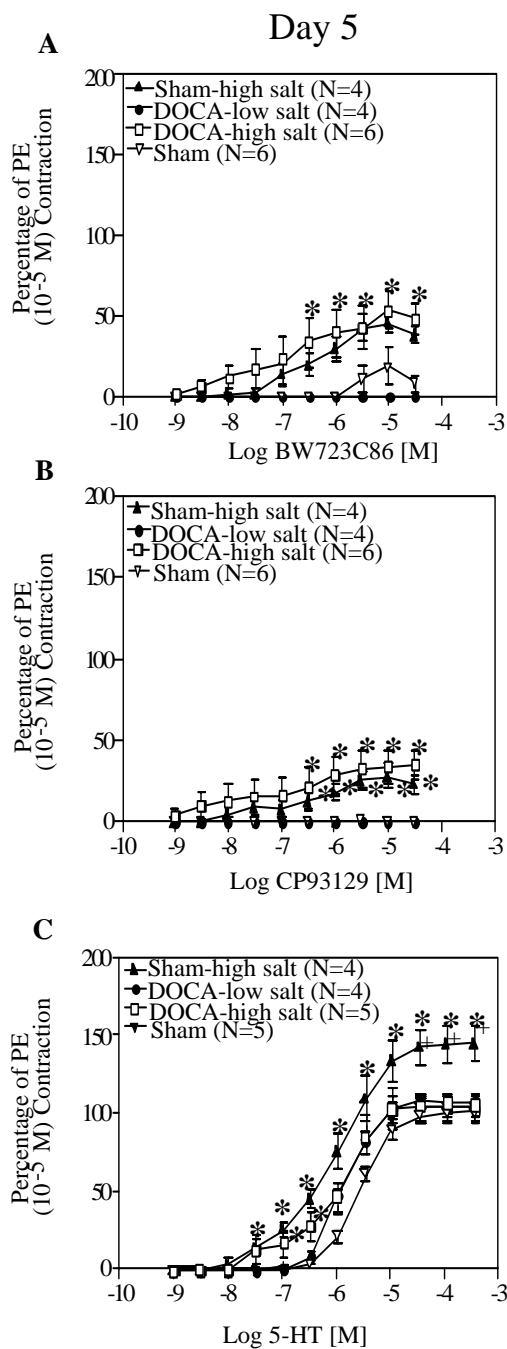 Day 5
A
200
Sham-high salt (N=4)
DOCA-low salt (N=4)
DOCA-high salt (N=6)
Sham (N=6)
150
100
50
0
Percentage of PE
(10-5 M) Contraction
* * * * *
-10 -9 -8 -7 -6 -5 -4 -3
Log BW723C86 [M]
B
200
Sham-high salt (N=4)
DOCA-low salt (N=4)
DOCA-high salt (N=6)
Sham (N=6)
150
100
50
0
Percentage of PE
(10-5 M) Contraction
* * * * *
* * * * *
-10 -9 -8 -7 -6 -5 -4 -3
Log CP93129 [M]
C
200
Sham-high salt (N=4)
DOCA-low salt (N=4)
DOCA-high salt (N=5)
Sham (N=5)
150
100
50
0
Percentage of PE
(10-5 M) Contraction
* * * * * * * * *
+ + +
* *
-10 -9 -8 -7 -6 -5 -4 -3
Log 5-HT [M]